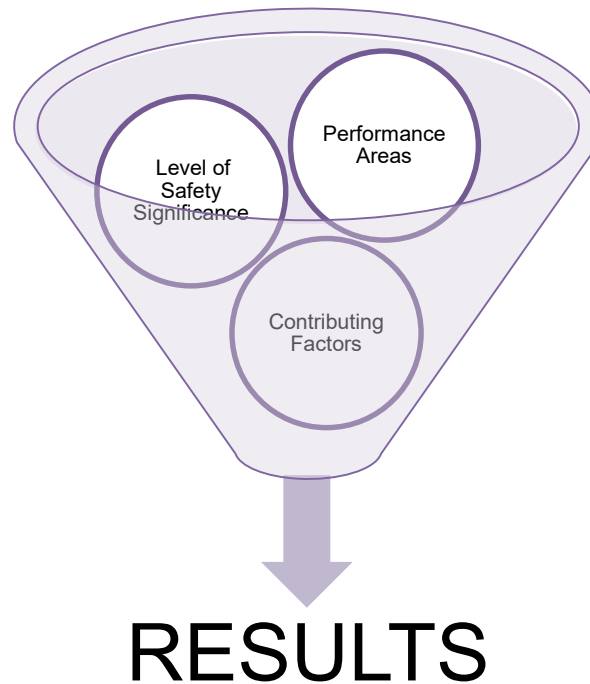 Performance
Areas
Level of
Safety
Significance
Contributing
Factors
RESULTS